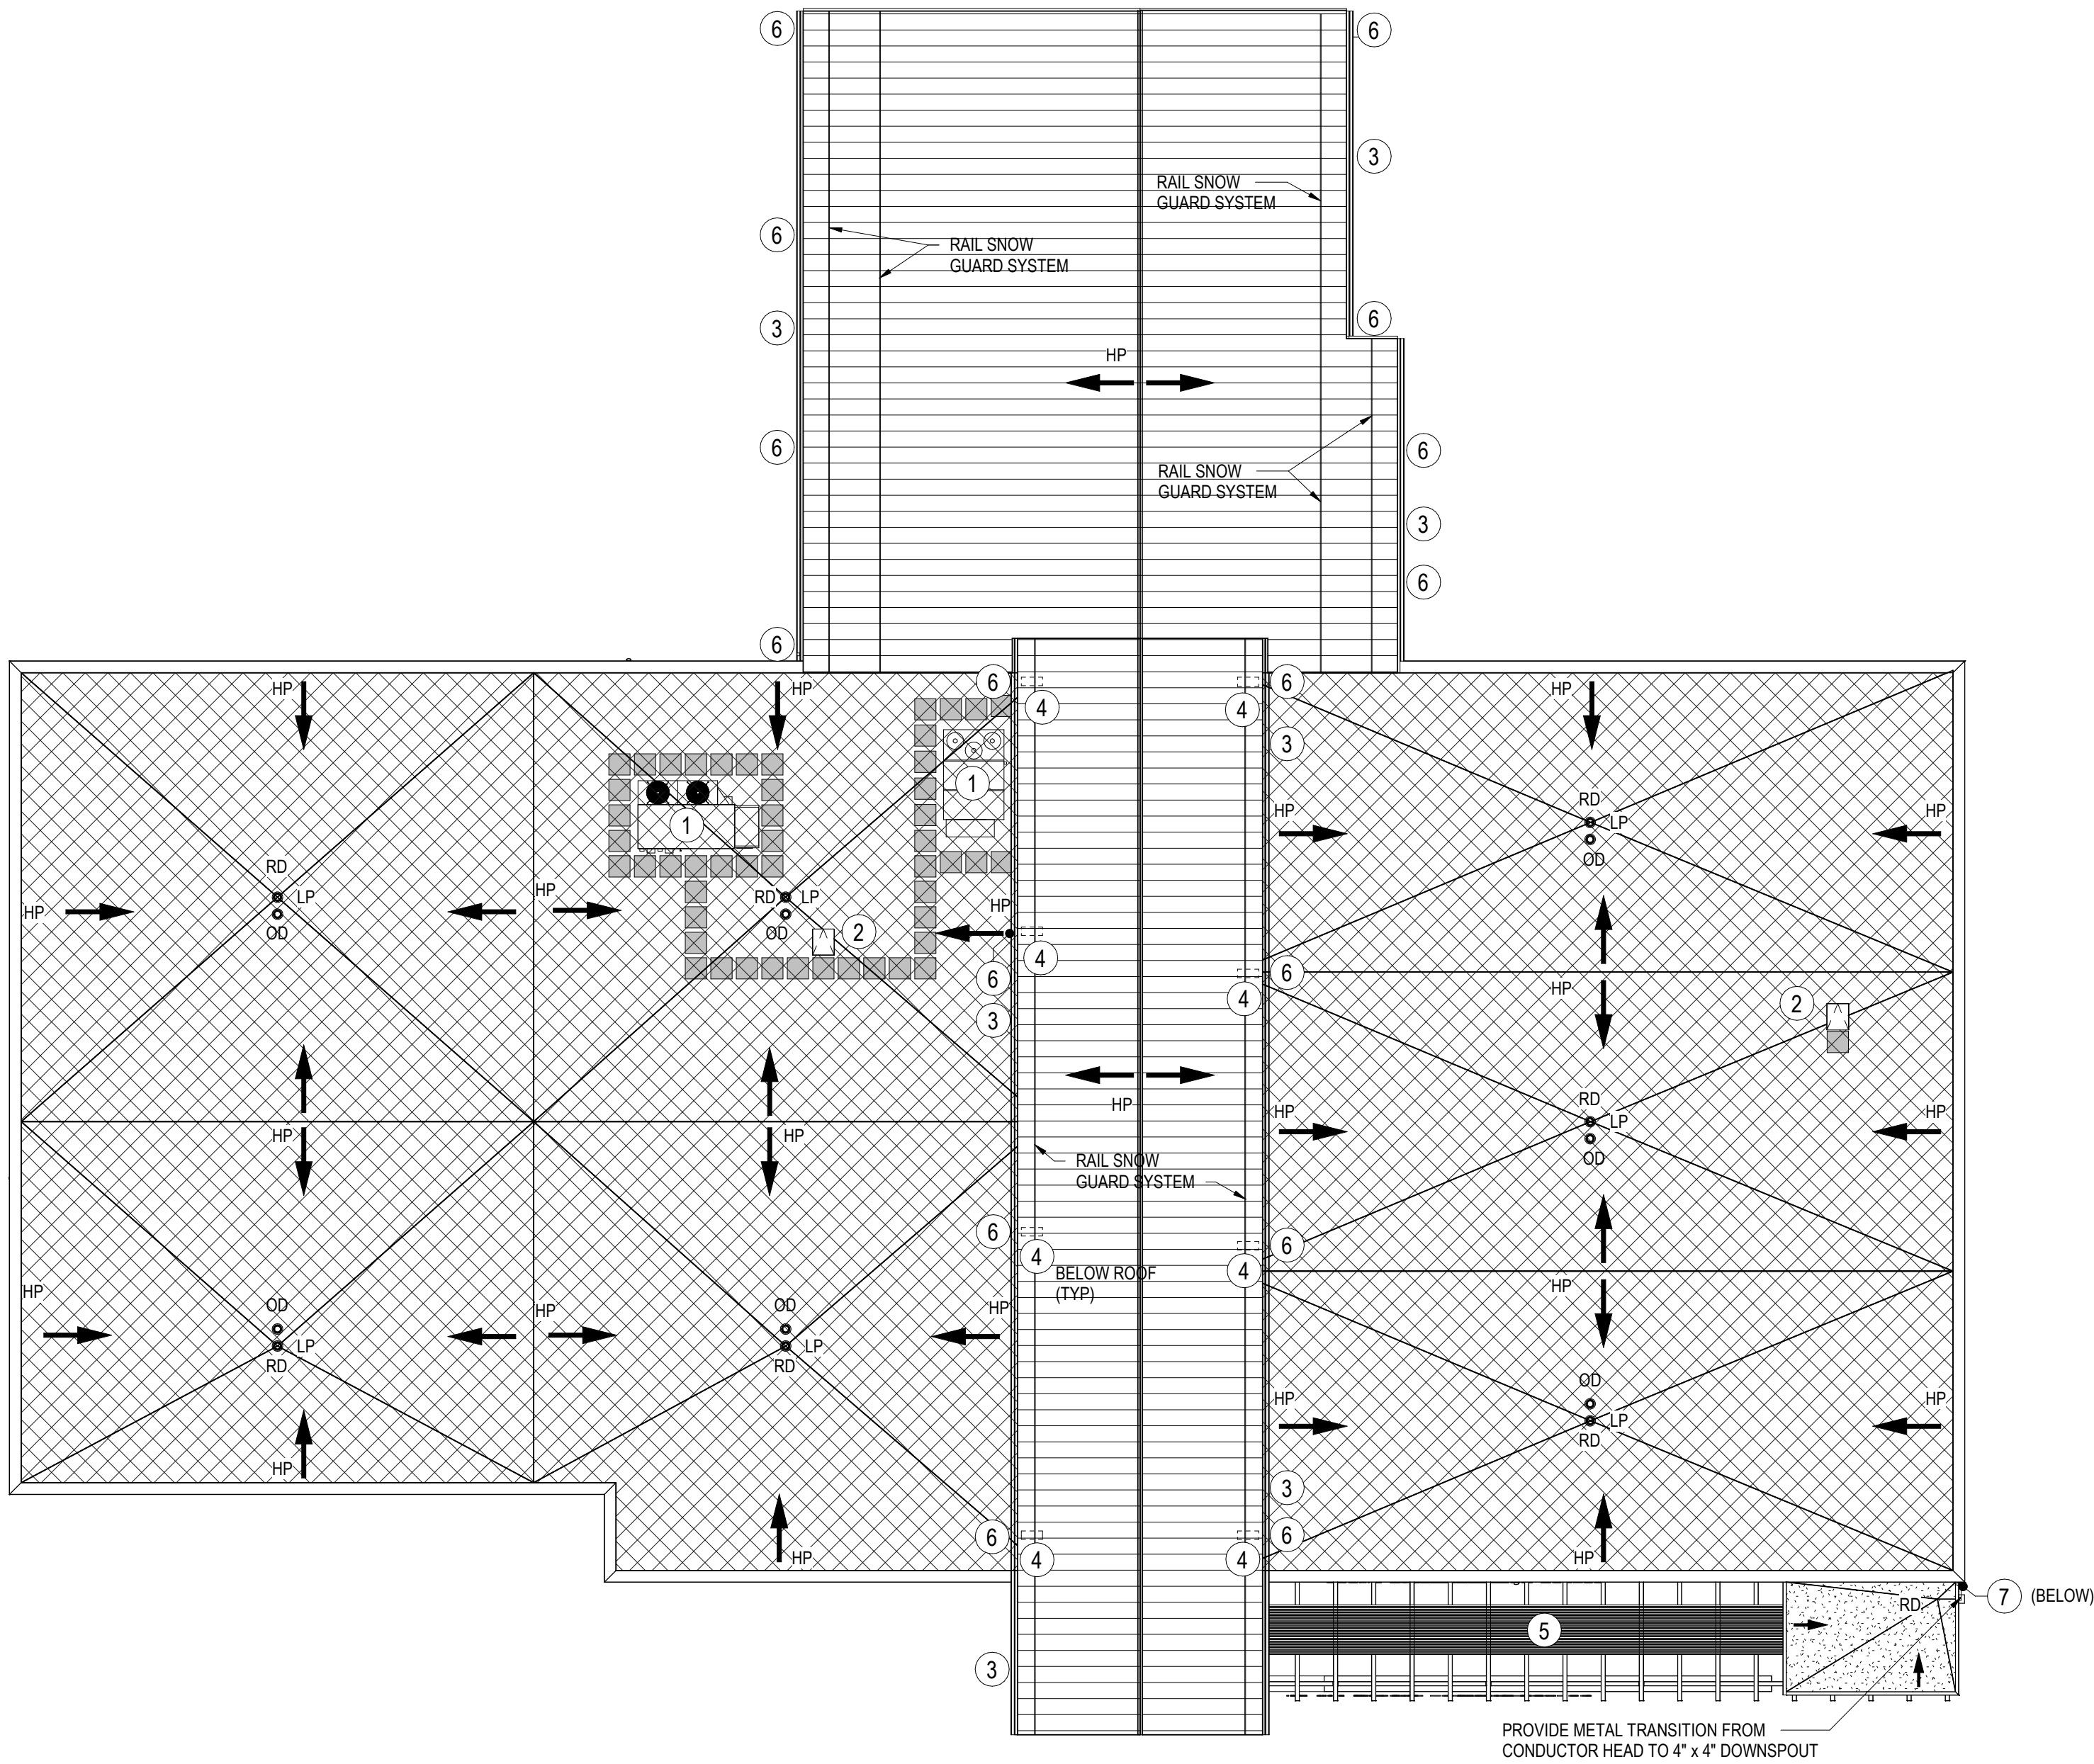 6
6
3
RAIL SNOW
GUARD SYSTEM
6
RAIL SNOW
GUARD SYSTEM
3
6
HP
6
6
RAIL SNOW
GUARD SYSTEM
3
6
6
HP
HP
6
4
4
6
HP
3
1
1
HP
RD
LP
OD
HP
RD
LP
OD
HP
HP
RD
LP
OD
HP
2
HP
4
6
6
4
3
HP
2
HP
HP
HP
HP
RD
LP
OD
HP
HP
RAIL SNOW
GUARD SYSTEM
6
4
6
4
BELOW ROOF
(TYP)
HP
HP
OD
LP
RD
HP
OD
LP
RD
HP
HP
OD
LP
RD
HP
HP
HP
3
6
4
4
6
HP
HP
7 (BELOW)
RD
5
3
PROVIDE METAL TRANSITION FROM
CONDUCTOR HEAD TO 4" x 4" DOWNSPOUT